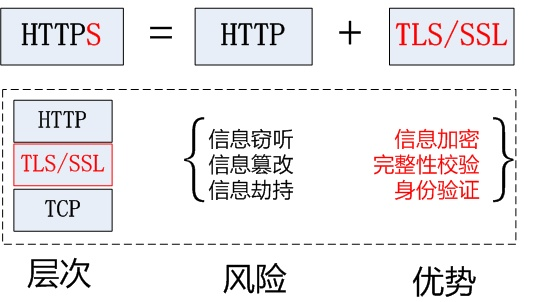 HTTPS = HTTP + TLS/SSL
HTTP
TLS/SSL
TCP
信息窃听
信息篡改
信息劫持
信息加密
完整性校验
身份验证
层次
风险
优势